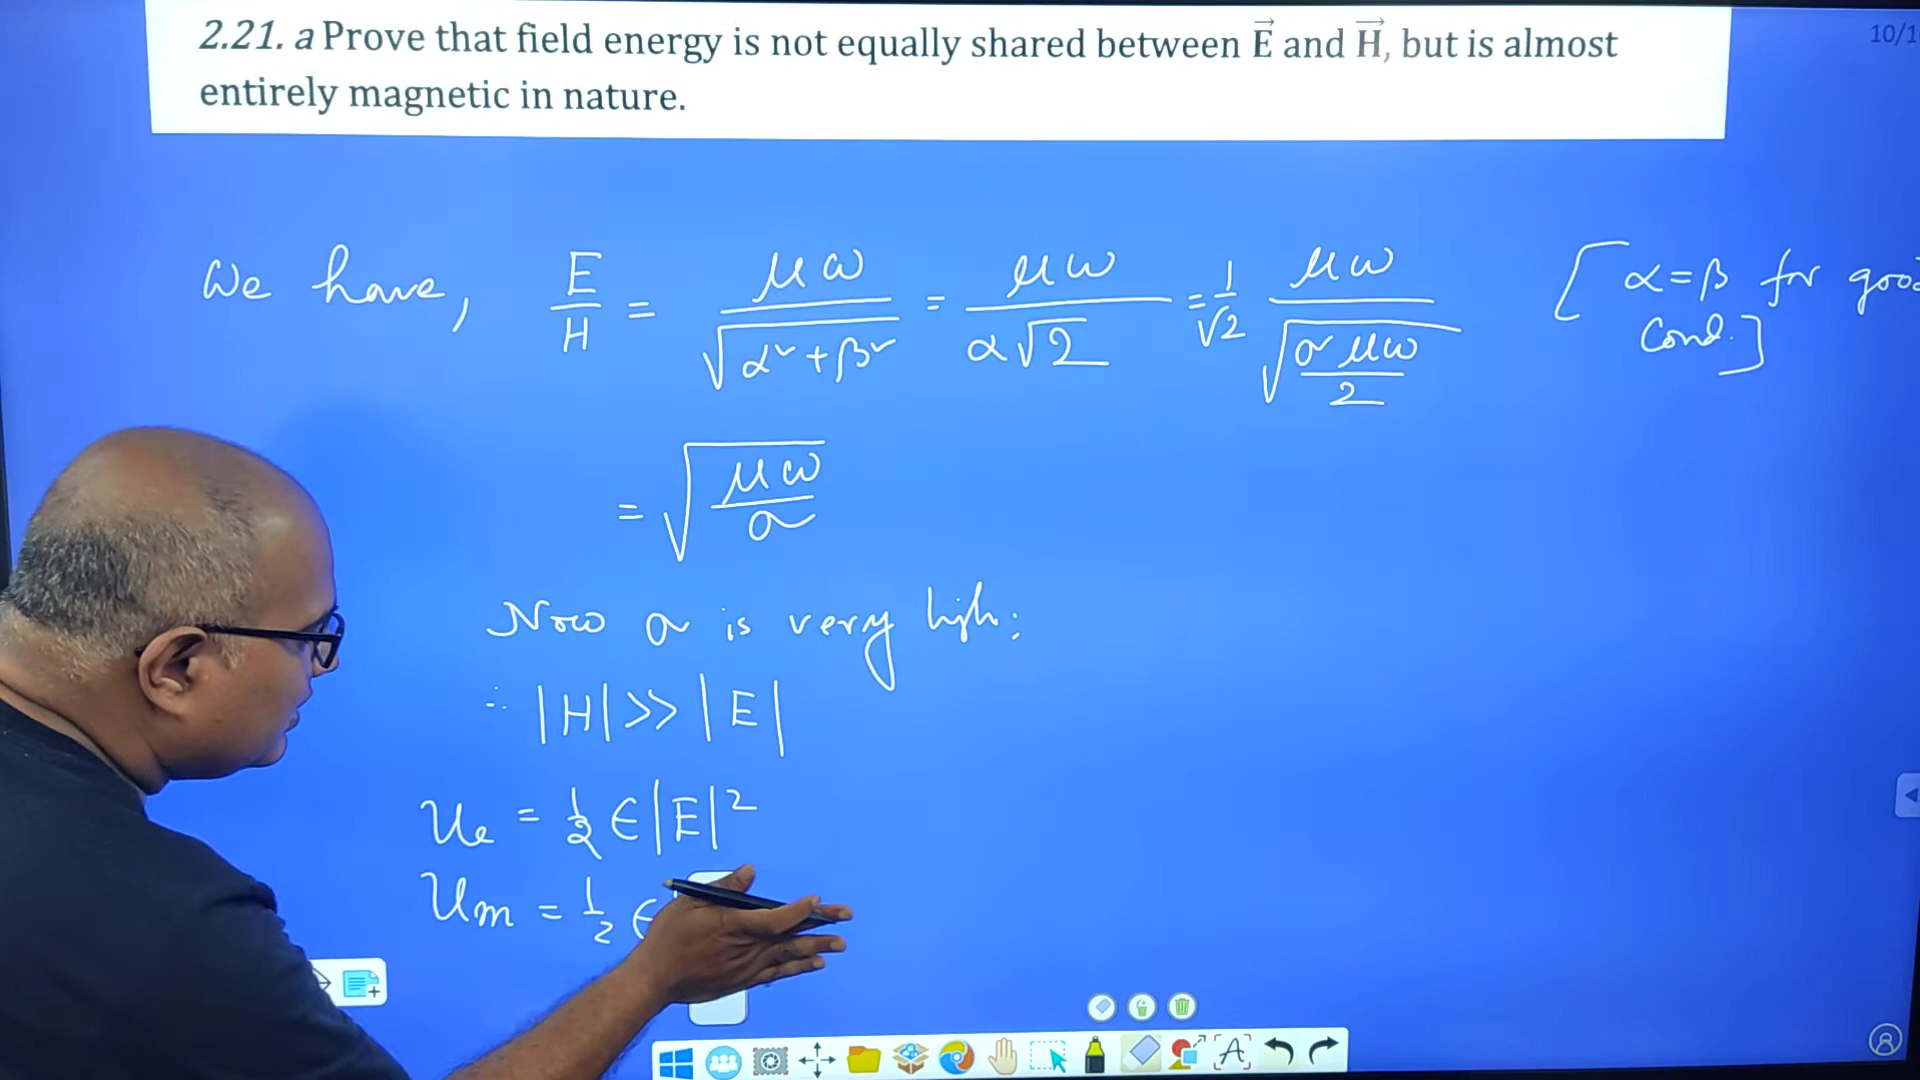 2.21. a Prove that field energy is not equally shared between E⃗ and H⃗, but is almost
entirely magnetic in nature.
10/1
We have, E/H = μω/√(α²+β²) = μω/(α√2) = 1/√2 μω/√(σμω/2) [α=β for good
Cond.]
= √(μω/σ)
Now σ is very high;
∴ |H| >> |E|
Ue = 1/2 ϵ|E|²
Um = 1/2 ϵ
A